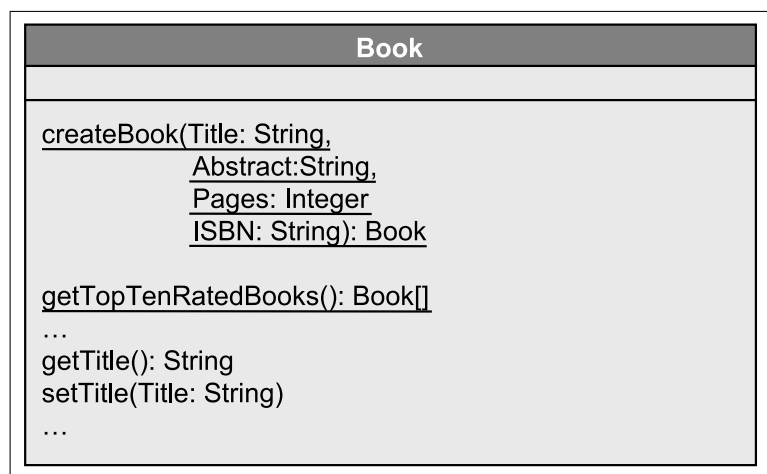 Book
createBook(Title: String,
Abstract:String,
Pages: Integer
ISBN: String): Book
getTopTenRatedBooks(): Book[]
…
getTitle(): String
setTitle(Title: String)
…